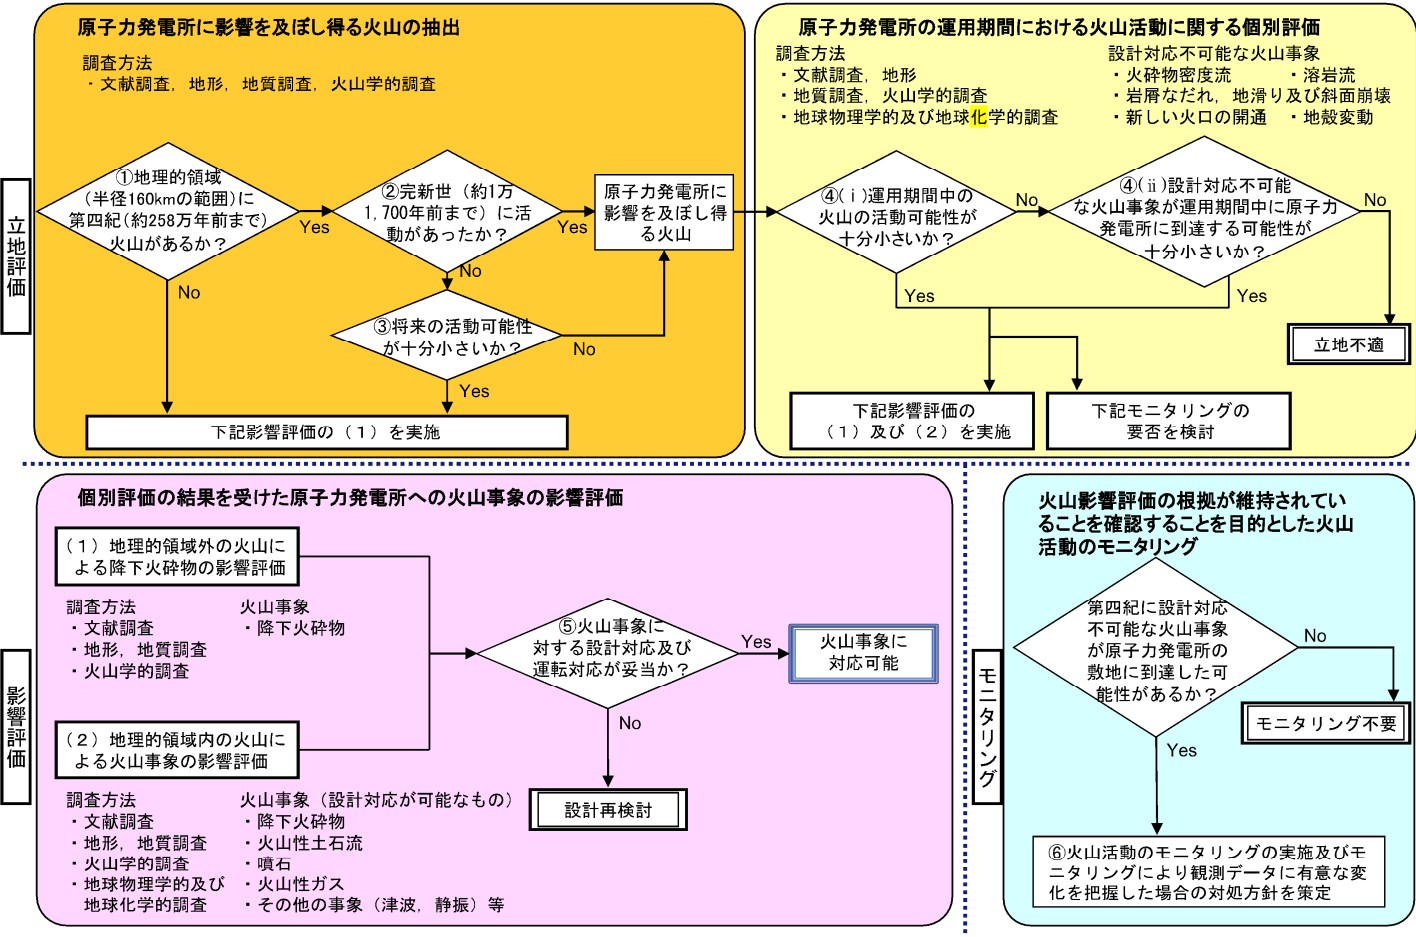 原子力発電所に影響を及ぼし得る火山の抽出
調査方法
・文献調査，地形，地質調査，火山学的調査
立地評価
①地理的領域
(半径160kmの範囲)に
第四紀(約258万年前まで)
火山があるか？
Yes
No
②完新世（約1万
1,700年前まで）に活
動があったか？
Yes
No
③将来の活動可能性
が十分小さいか？
No
Yes
原子力発電所に
影響を及ぼし得
る火山
下記影響評価の（１）を実施
原子力発電所の運用期間における火山活動に関する個別評価
調査方法
・文献調査，地形
・地質調査，火山学的調査
・地球物理学的及び地球化学的調査
設計対応不可能な火山事象
・火砕物密度流
・溶岩流
・岩屑なだれ，地滑り及び斜面崩壊
・新しい火口の開通
・地殻変動
④(ⅰ)運用期間中の
火山の活動可能性が
十分小さいか？
No
Yes
④(ⅱ)設計対応不可能
な火山事象が運用期間中に原子力
発電所に到達する可能性が
十分小さいか？
No
Yes
立地不適
下記影響評価の
（１）及び（２）を実施
下記モニタリングの
要否を検討
個別評価の結果を受けた原子力発電所への火山事象の影響評価
影響評価
（１）地理的領域外の火山に
よる降下火砕物の影響評価
調査方法
・文献調査
・地形，地質調査
・火山学的調査
火山事象
・降下火砕物
（２）地理的領域内の火山に
よる火山事象の影響評価
調査方法
・文献調査
・地形，地質調査
・火山学的調査
・地球物理学的及び
地球化学的調査
火山事象（設計対応が可能なもの）
・降下火砕物
・火山性土石流
・噴石
・火山性ガス
・その他の事象（津波，静振）等
⑤火山事象に
対する設計対応及び
運転対応が妥当か？
Yes
No
火山事象に
対応可能
設計再検討
モニタリング
火山影響評価の根拠が維持されてい
ることを確認することを目的とした火山
活動のモニタリング
第四紀に設計対応
不可能な火山事象
が原子力発電所の
敷地に到達した可
能性があるか？
No
Yes
モニタリング不要
⑥火山活動のモニタリングの実施及びモ
ニタリングにより観測データに有意な変
化を把握した場合の対処方針を策定